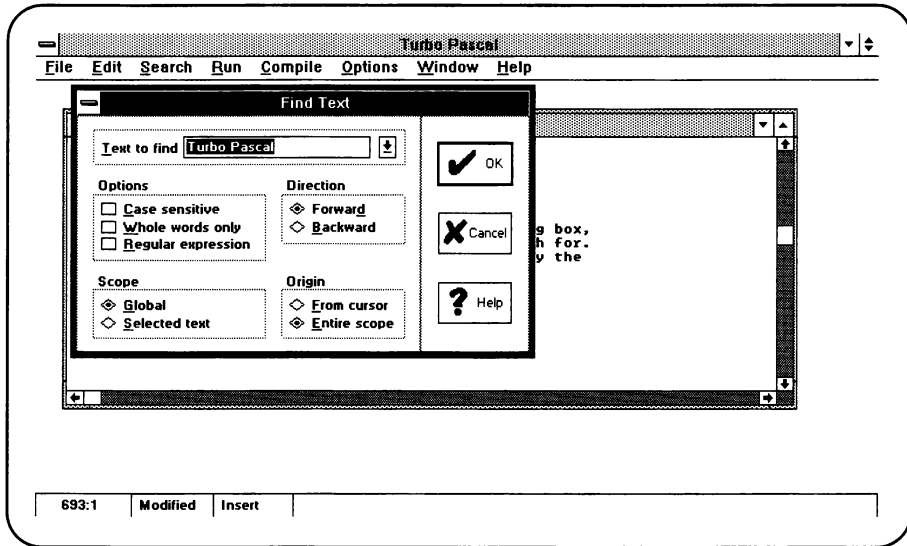 Turbo Pascal
File Edit Search Run Compile Options Window Help
Find Text
Text to find Turbo Pascal
OK
Options
Case sensitive
Whole words only
Regular expression
Direction
Forward
Backward
Cancel
g box,
h for.
y the
Scope
Global
Selected text
Origin
From cursor
Entire scope
Help
693:1 Modified Insert